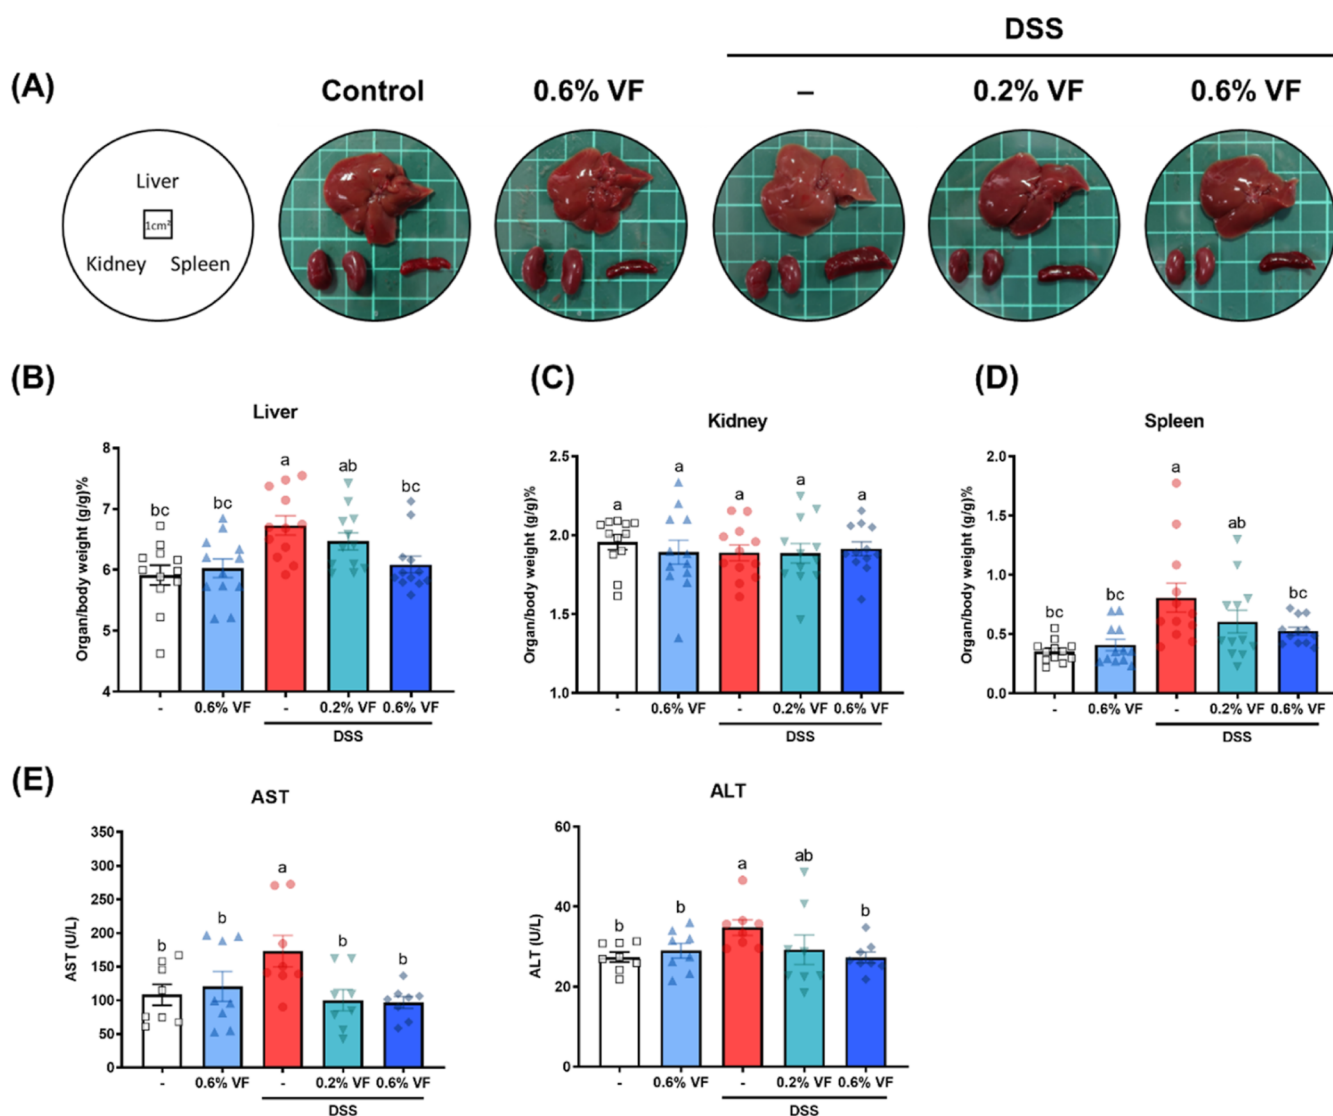 DSS
(A) Control 0.6% VF – 0.2% VF 0.6% VF
Liver
1cm²
Kidney Spleen
(B) (C) (D)
Liver
Organ/body weight (g/g)%
8
7
6
5
4
bc bc a ab bc
- 0.6% VF - 0.2% VF 0.6% VF
DSS
Kidney
Organ/body weight (g/g)%
2.5
2.0
1.5
1.0
a a a a a
- 0.6% VF - 0.2% VF 0.6% VF
DSS
Spleen
Organ/body weight (g/g)%
2.0
1.5
1.0
0.5
0.0
bc bc a ab bc
- 0.6% VF - 0.2% VF 0.6% VF
DSS
(E)
AST
AST (U/L)
350
300
250
200
150
100
50
0
b b a b b
- 0.6% VF - 0.2% VF 0.6% VF
DSS
ALT
ALT (U/L)
60
40
20
0
b b a ab b
- 0.6% VF - 0.2% VF 0.6% VF
DSS